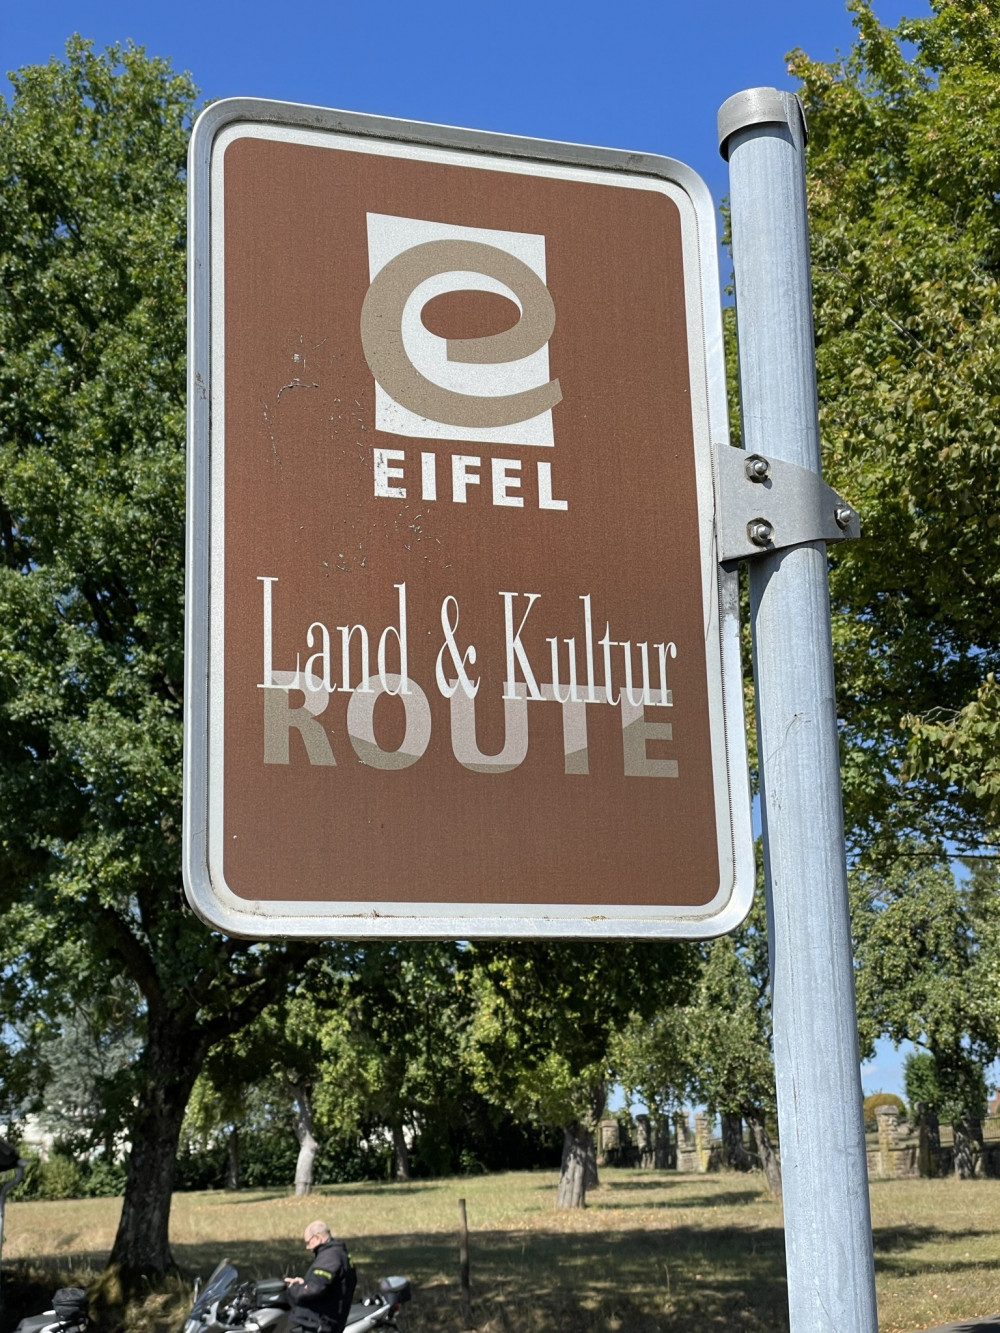 e
EIFEL
Land & Kultur
ROUTE